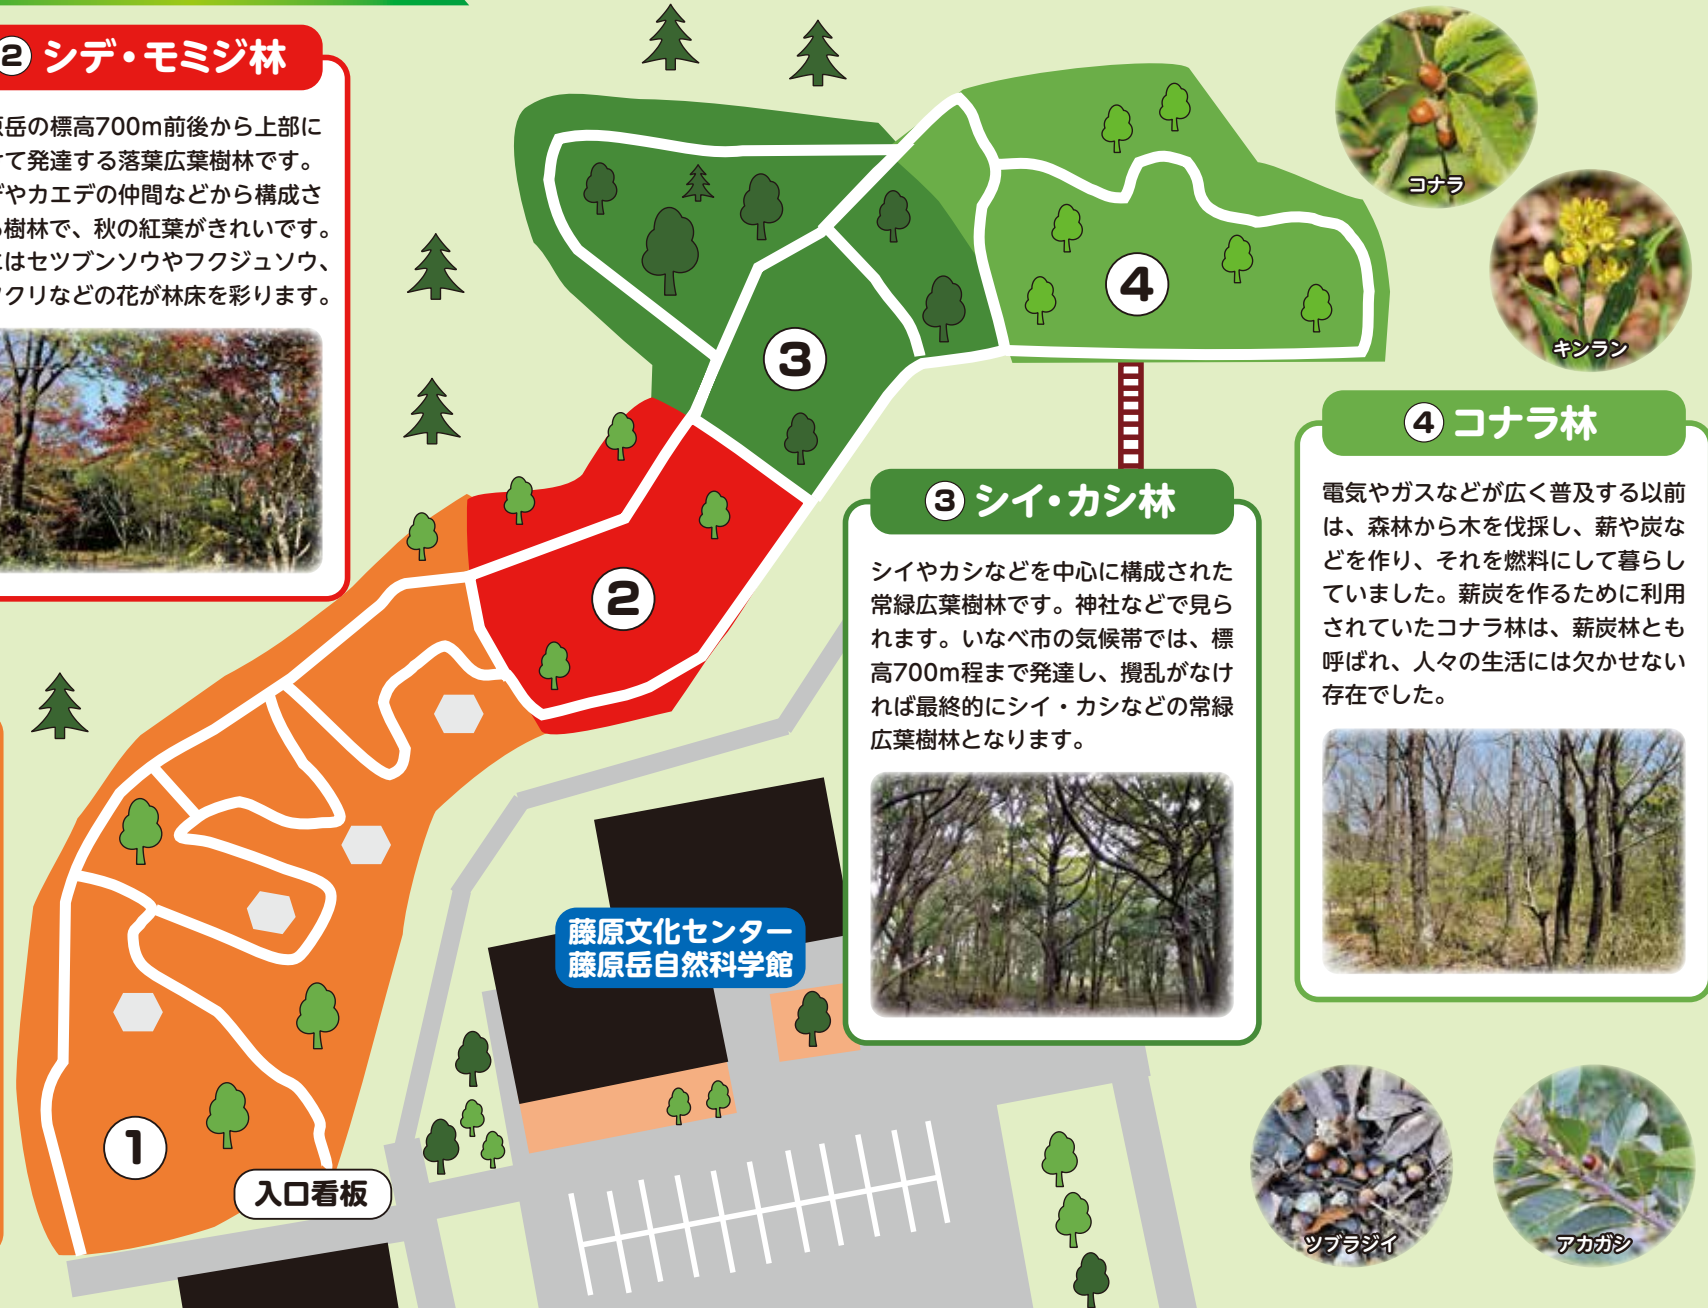 ② シデ・モミジ林
岳の標高700m前後から上部に
て発達する落葉広葉樹林です。
やカエデの仲間などから構成さ
樹林で、秋の紅葉がきれいです。
はセツブンソウやフクジュソウ、
クリなどの花が林床を彩ります。
コナラ
キンラン
④
③
②
①
④ コナラ林
電気やガスなどが広く普及する以前
は、森林から木を伐採し、薪や炭な
どを作り、それを燃料にして暮らし
ていました。薪炭を作るために利用
されていたコナラ林は、薪炭林とも
呼ばれ、人々の生活には欠かせない
存在でした。
③ シイ・カシ林
シイやカシなどを中心に構成された
常緑広葉樹林です。神社などで見ら
れます。いなべ市の気候帯では、標
高700m程まで発達し、攪乱がなけ
れば最終的にシイ・カシなどの常緑
広葉樹林となります。
藤原文化センター
藤原岳自然科学館
入口看板
ツブラジイ
アカガシ